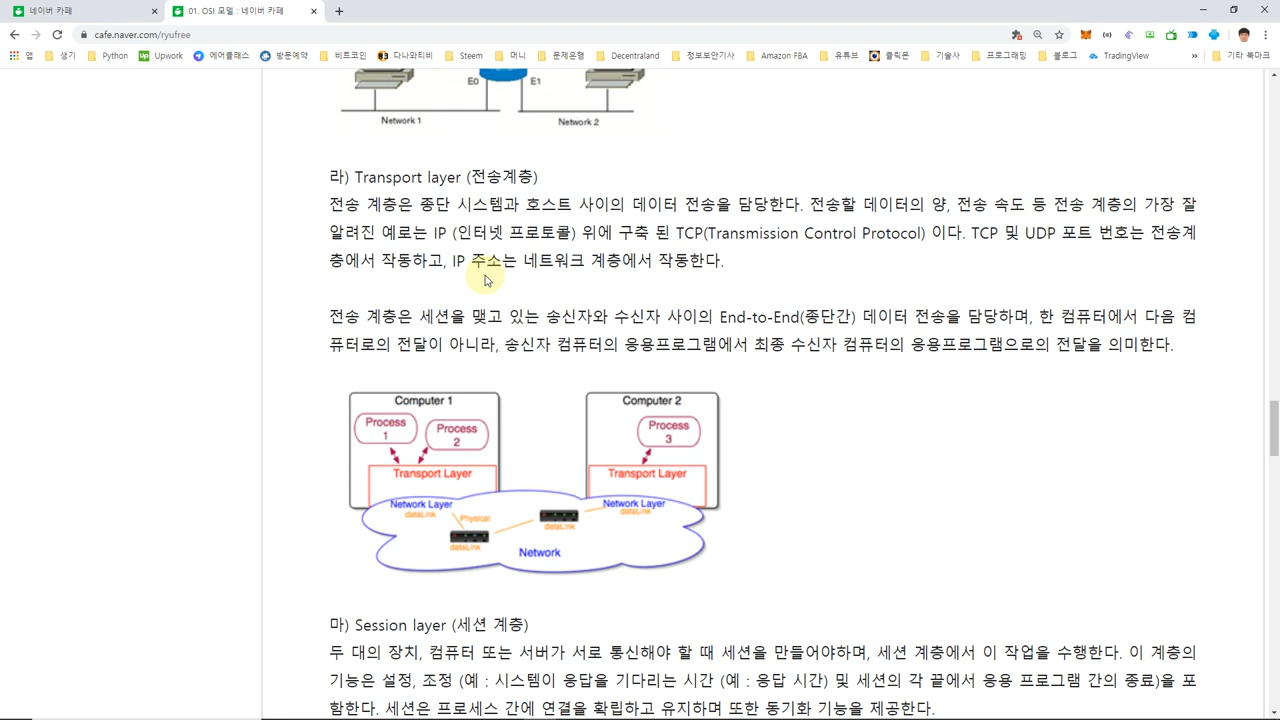 네이버 카페
01. OSI 모델 : 네이버 카페
cafe.naver.com/ryufree
앱
생기
Python
Upwork
에어클래스
방문예약
비트코인
다나와티비
Steem
머니
문제은행
Decentraland
정보보안기사
Amazon FBA
유튜브
클릭몬
기술사
프로그래밍
블로그
TradingView
»
기타 북마크
E0
E1
Network 1
Network 2
라) Transport layer (전송계층)
전송 계층은 종단 시스템과 호스트 사이의 데이터 전송을 담당한다. 전송할 데이터의 양, 전송 속도 등 전송 계층의 가장 잘
알려진 예로는 IP (인터넷 프로토콜) 위에 구축 된 TCP(Transmission Control Protocol) 이다. TCP 및 UDP 포트 번호는 전송계
층에서 작동하고, IP 주소는 네트워크 계층에서 작동한다.
전송 계층은 세션을 맺고 있는 송신자와 수신자 사이의 End-to-End(종단간) 데이터 전송을 담당하며, 한 컴퓨터에서 다음 컴
퓨터로의 전달이 아니라, 송신자 컴퓨터의 응용프로그램에서 최종 수신자 컴퓨터의 응용프로그램으로의 전달을 의미한다.
Computer 1
Process
1
Process
2
Transport Layer
Network Layer
dataLink
Physical
dataLink
Computer 2
Process
3
Transport Layer
Network Layer
dataLink
dataLink
Network
마) Session layer (세션 계층)
두 대의 장치, 컴퓨터 또는 서버가 서로 통신해야 할 때 세션을 만들어야하며, 세션 계층에서 이 작업을 수행한다. 이 계층의
기능은 설정, 조정 (예 : 시스템이 응답을 기다리는 시간 (예 : 응답 시간) 및 세션의 각 끝에서 응용 프로그램 간의 종료)을 포
함한다. 세션은 프로세스 간에 연결을 확립하고 유지하며 또한 동기화 기능을 제공한다.